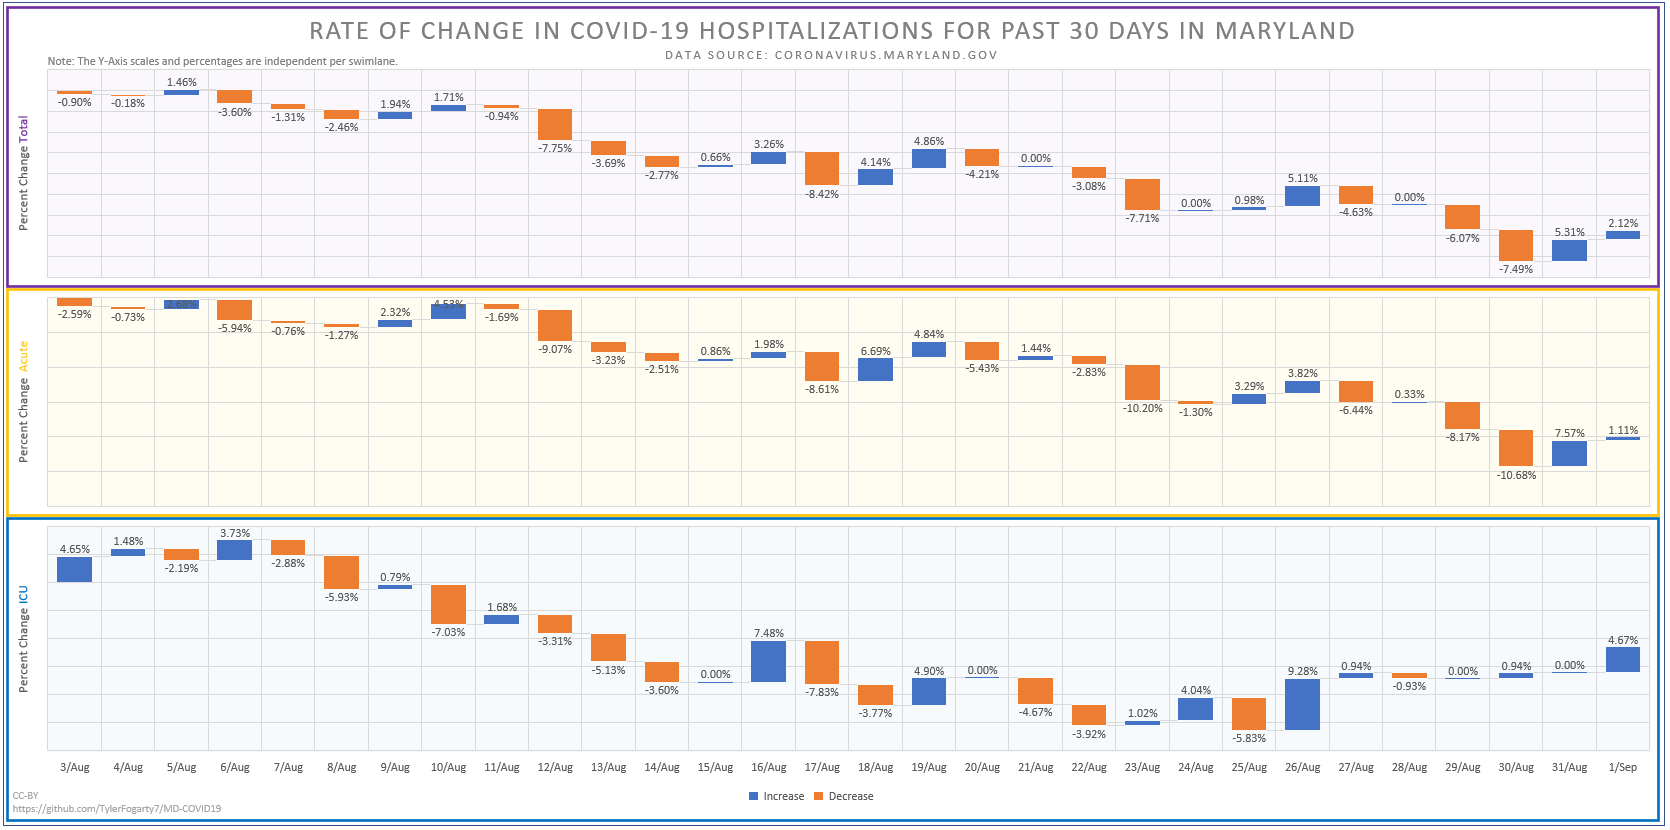 RATE OF CHANGE IN COVID-19 HOSPITALIZATIONS FOR PAST 30 DAYS IN MARYLAND
DATA SOURCE: CORONAVIRUS.MARYLAND.GOV
Note: The Y-Axis scales and percentages are independent per swimlane.
Percent Change Total
-0.90% -0.18% 1.46% -3.60% -1.31% -2.46% 1.94% 1.71% -0.94% -7.75% -3.69% -2.77% 0.66% 3.26% -8.42% 4.14% 4.86% -4.21% 0.00% -3.08% -7.71% 0.00% 0.98% 5.11% -4.63% 0.00% -6.07% -7.49% 5.31% 2.12%
Percent Change Acute
-2.59% -0.73% 2.68% -5.94% -0.76% -1.27% 2.32% 4.53% -1.69% -9.07% -3.23% -2.51% 0.86% 1.98% -8.61% 6.69% 4.84% -5.43% 1.44% -2.83% -10.20% -1.30% 3.29% 3.82% -6.44% 0.33% -8.17% -10.68% 7.57% 1.11%
Percent Change ICU
4.65% 1.48% -2.19% 3.73% -2.88% -5.93% 0.79% -7.03% 1.68% -3.31% -5.13% -3.60% 0.00% 7.48% -7.83% -3.77% 4.90% 0.00% -4.67% -3.92% 1.02% 4.04% -5.83% 9.28% 0.94% -0.93% 0.00% 0.94% 0.00% 4.67%
3/Aug 4/Aug 5/Aug 6/Aug 7/Aug 8/Aug 9/Aug 10/Aug 11/Aug 12/Aug 13/Aug 14/Aug 15/Aug 16/Aug 17/Aug 18/Aug 19/Aug 20/Aug 21/Aug 22/Aug 23/Aug 24/Aug 25/Aug 26/Aug 27/Aug 28/Aug 29/Aug 30/Aug 31/Aug 1/Sep
Increase Decrease
CC-BY
https://github.com/TylerFogarty7/MD-COVID19